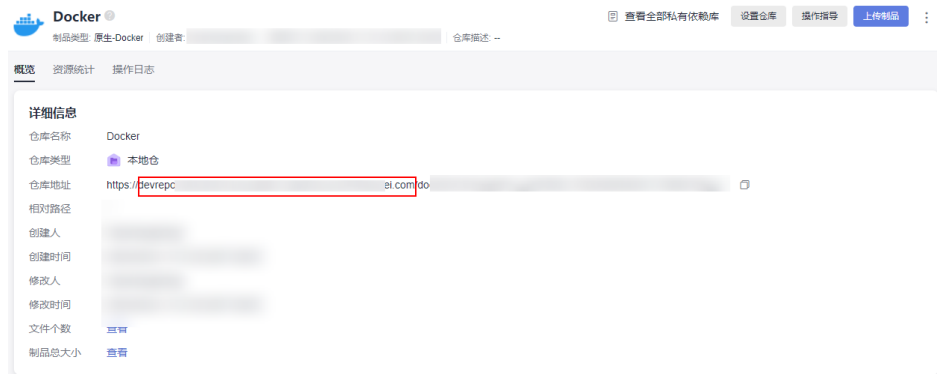 Docker
查看全部私有依赖库 设置仓库 操作指导 上传制品
制品类型: 原生-Docker 创建者: 仓库描述: --
概览 资源统计 操作日志
详细信息
仓库名称 Docker
仓库类型 本地仓
仓库地址 https://devrepo ei.com/do
相对路径
创建人
创建时间
修改人
修改时间
文件个数 查看
制品总大小 查看